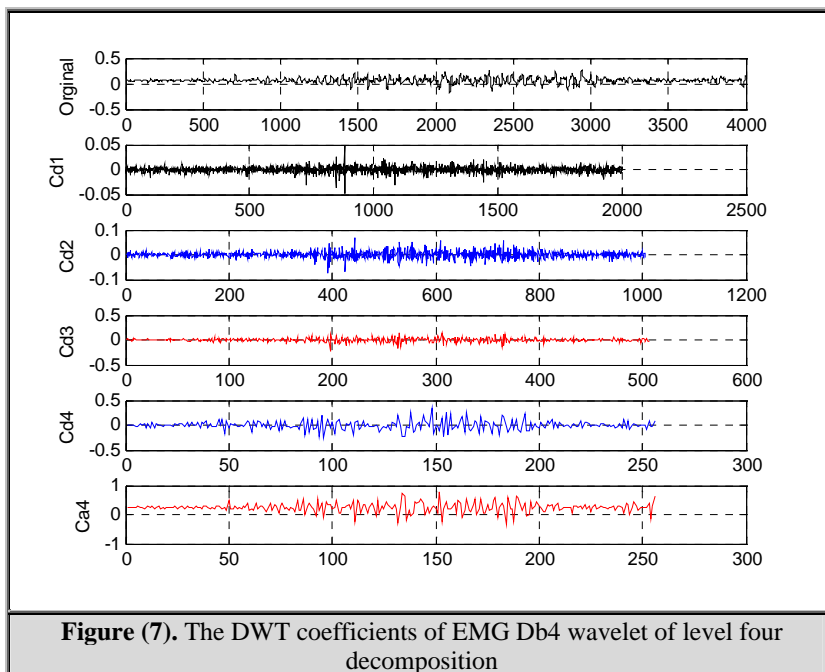 Orginal
0.5
0
-0.5
0 500 1000 1500 2000 2500 3000 3500 4000
Cd1
0.05
0
-0.05
0 500 1000 1500 2000 2500
Cd2
0.1
0
-0.1
0 200 400 600 800 1000 1200
Cd3
0.5
0
-0.5
0 100 200 300 400 500 600
Cd4
0.5
0
-0.5
0 50 100 150 200 250 300
Ca4
1
0
-1
0 50 100 150 200 250 300
Figure (7). The DWT coefficients of EMG Db4 wavelet of level four
decomposition